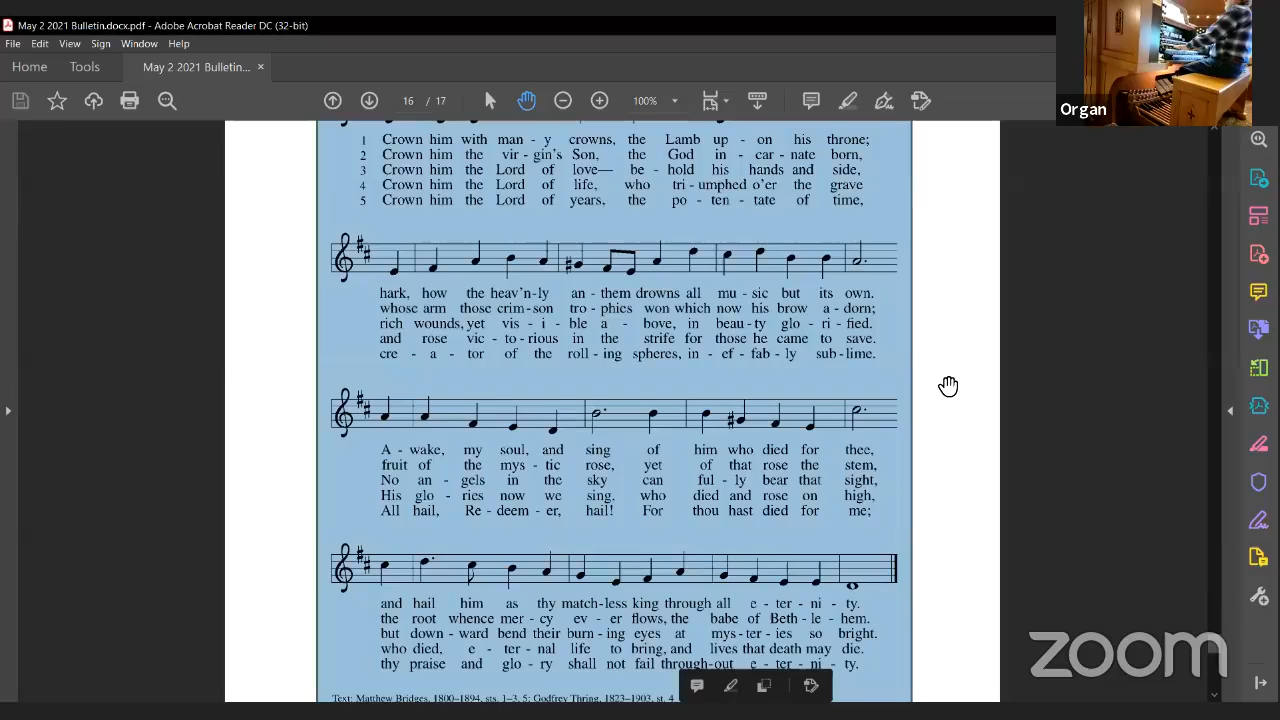 May 2 2021 Bulletin.docx.pdf - Adobe Acrobat Reader DC (32-bit)
File Edit View Sign Window Help
Home Tools May 2 2021 Bulletin... ×
16 / 17 100%
Organ
1 Crown him with man - y crowns, the Lamb up - on his throne;
2 Crown him the vir - gin's Son, the God in - car - nate born,
3 Crown him the Lord of love— be - hold his hands and side,
4 Crown him the Lord of life, who tri - umphed o'er the grave
5 Crown him the Lord of years, the po - ten - tate of time,
hark, how the heav'n-ly an - them drowns all mu - sic but its own.
whose arm those crim - son tro - phies won which now his brow a - dorn;
rich wounds, yet vis - i - ble a - bove, in beau - ty glo - ri - fied.
and rose vic - to - rious in the strife for those he came to save.
cre - a - tor of the roll - ing spheres, in - ef - fab - ly sub - lime.
A - wake, my soul, and sing of him who died for thee,
fruit of the mys - tic rose, yet of that rose the stem,
No an - gels in the sky can ful - ly bear that sight,
His glo - ries now we sing, who died and rose on high,
All hail, Re - deem - er, hail! For thou hast died for me;
and hail him as thy match-less king through all e - ter - ni - ty.
the root whence mer - cy ev - er flows, the babe of Beth - le - hem.
but down - ward bend their burn - ing eyes at mys - ter - ies so bright.
who died, e - ter - nal life to bring, and lives that death may die.
thy praise and glo - ry shall not fail through-out e - ter - ni - ty.
Text: Matthew Bridges, 1800–1894, sts. 1–3, 5; Godfrey Thring, 1823–1903, st. 4
zoom